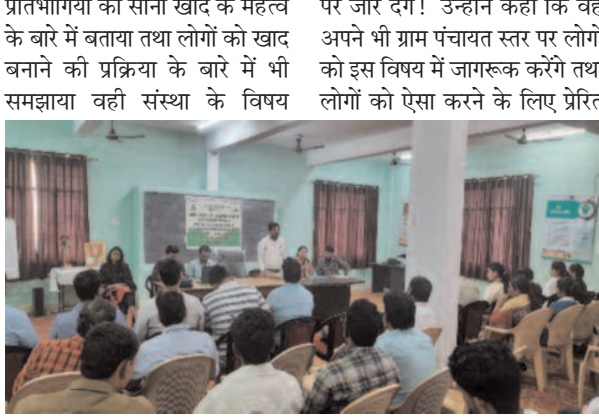 प्रतिभागियों को सोना खाद के महत्व
के बारे में बताया तथा लोगों को खाद
बनाने की प्रक्रिया के बारे में भी
समझाया वही संस्था के विषय
पर जोर देंगे! उन्होंने कहा कि वह
अपने भी ग्राम पंचायत स्तर पर लोगों
को इस विषय में जागरूक करेंगे तथा
लोगों को ऐसा करने के लिए प्रेरित